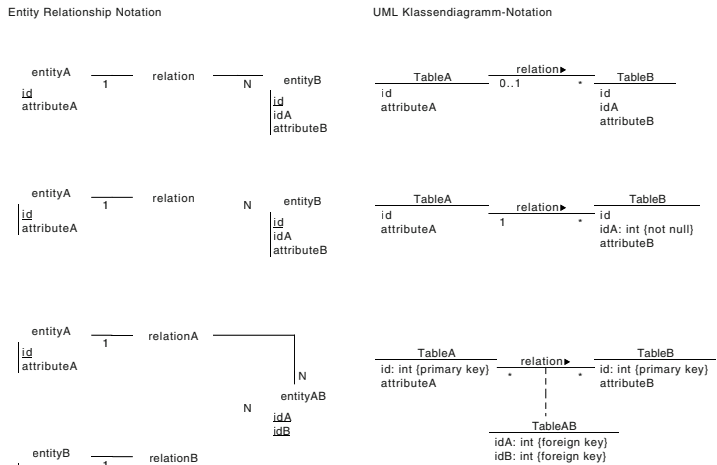 Entity Relationship Notation
UML Klassendiagramm-Notation
entityA
1
relation
N
entityB
id
attributeA
id
idA
attributeB
TableA
relation▶
0..1
*
TableB
id
attributeA
id
idA
attributeB
entityA
1
relation
N
entityB
id
attributeA
id
idA
attributeB
TableA
relation▶
1
*
TableB
id
attributeA
id
idA: int {not null}
attributeB
entityA
1
relationA
id
attributeA
N
entityAB
N
idA
idB
entityB
1
relationB
TableA
relation▶
*
*
TableB
id: int {primary key}
attributeA
id: int {primary key}
attributeB
TableAB
idA: int {foreign key}
idB: int {foreign key}